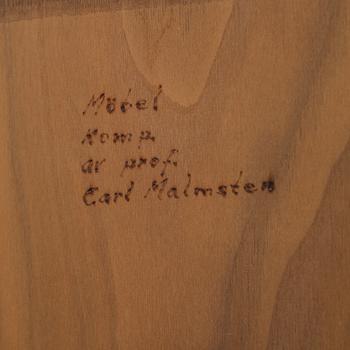 Möbel
komp.
av prof.
Carl Malmsten